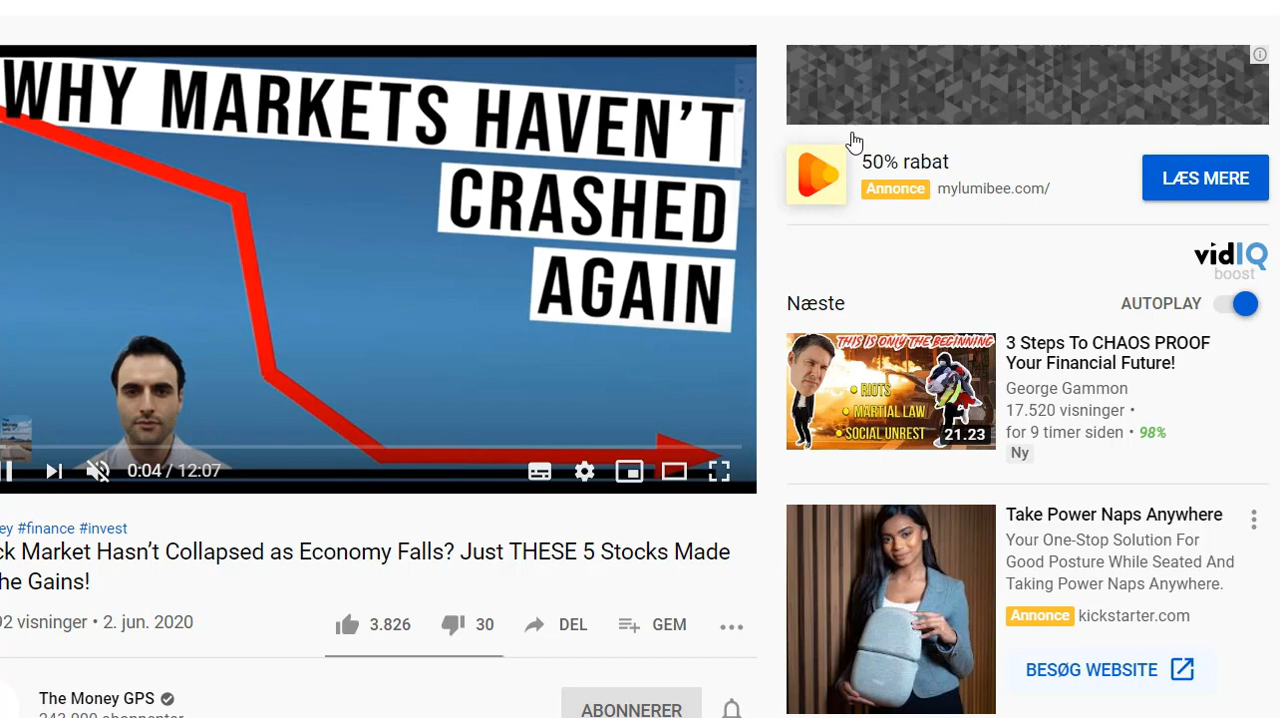 WHY MARKETS HAVEN'T
CRASHED
AGAIN
0:04 / 12:07
#finance #invest
Market Hasn't Collapsed as Economy Falls? Just THESE 5 Stocks Made
Gains!
visninger • 2. jun. 2020
3.826
30
DEL
GEM
The Money GPS
ABONNERER
50% rabat
Annonce mylumibee.com/
LÆS MERE
vidIQ
boost
Næste
AUTOPLAY
THIS IS ONLY THE BEGINNING
• RIOTS
• MARTIAL LAW
• SOCIAL UNREST
21.23
3 Steps To CHAOS PROOF
Your Financial Future!
George Gammon
17.520 visninger •
for 9 timer siden • 98%
Ny
Take Power Naps Anywhere
Your One-Stop Solution For
Good Posture While Seated And
Taking Power Naps Anywhere.
Annonce kickstarter.com
BESØG WEBSITE